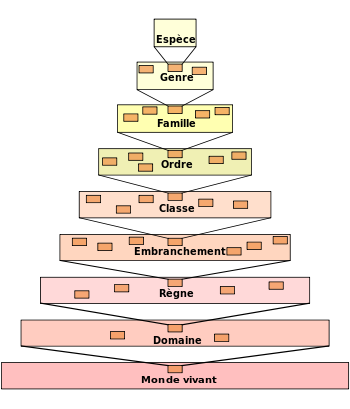 Espèce
Genre
Famille
Ordre
Classe
Embranchement
Règne
Domaine
Monde vivant